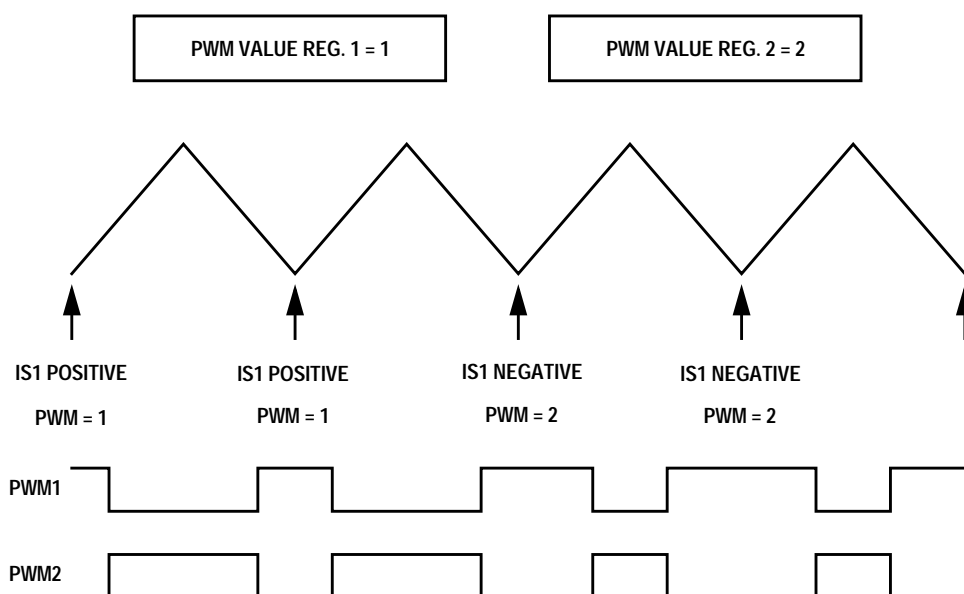 PWM VALUE REG. 1 = 1
PWM VALUE REG. 2 = 2
IS1 POSITIVE
PWM = 1
IS1 POSITIVE
PWM = 1
IS1 NEGATIVE
PWM = 2
IS1 NEGATIVE
PWM = 2
PWM1
PWM2